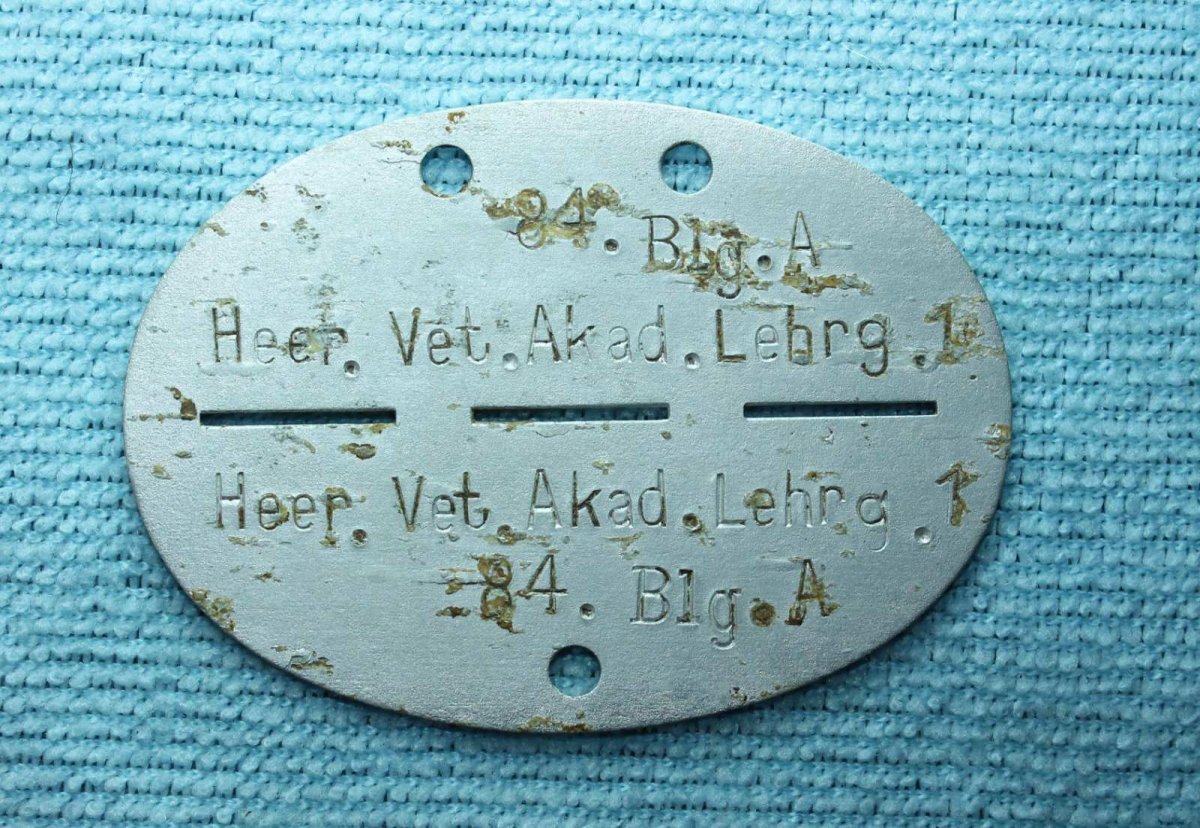 84. Blg. A
Heer. Vet. Akad. Lehrg. 1
Heer. Vet. Akad. Lehrg. 1
84. Blg. A